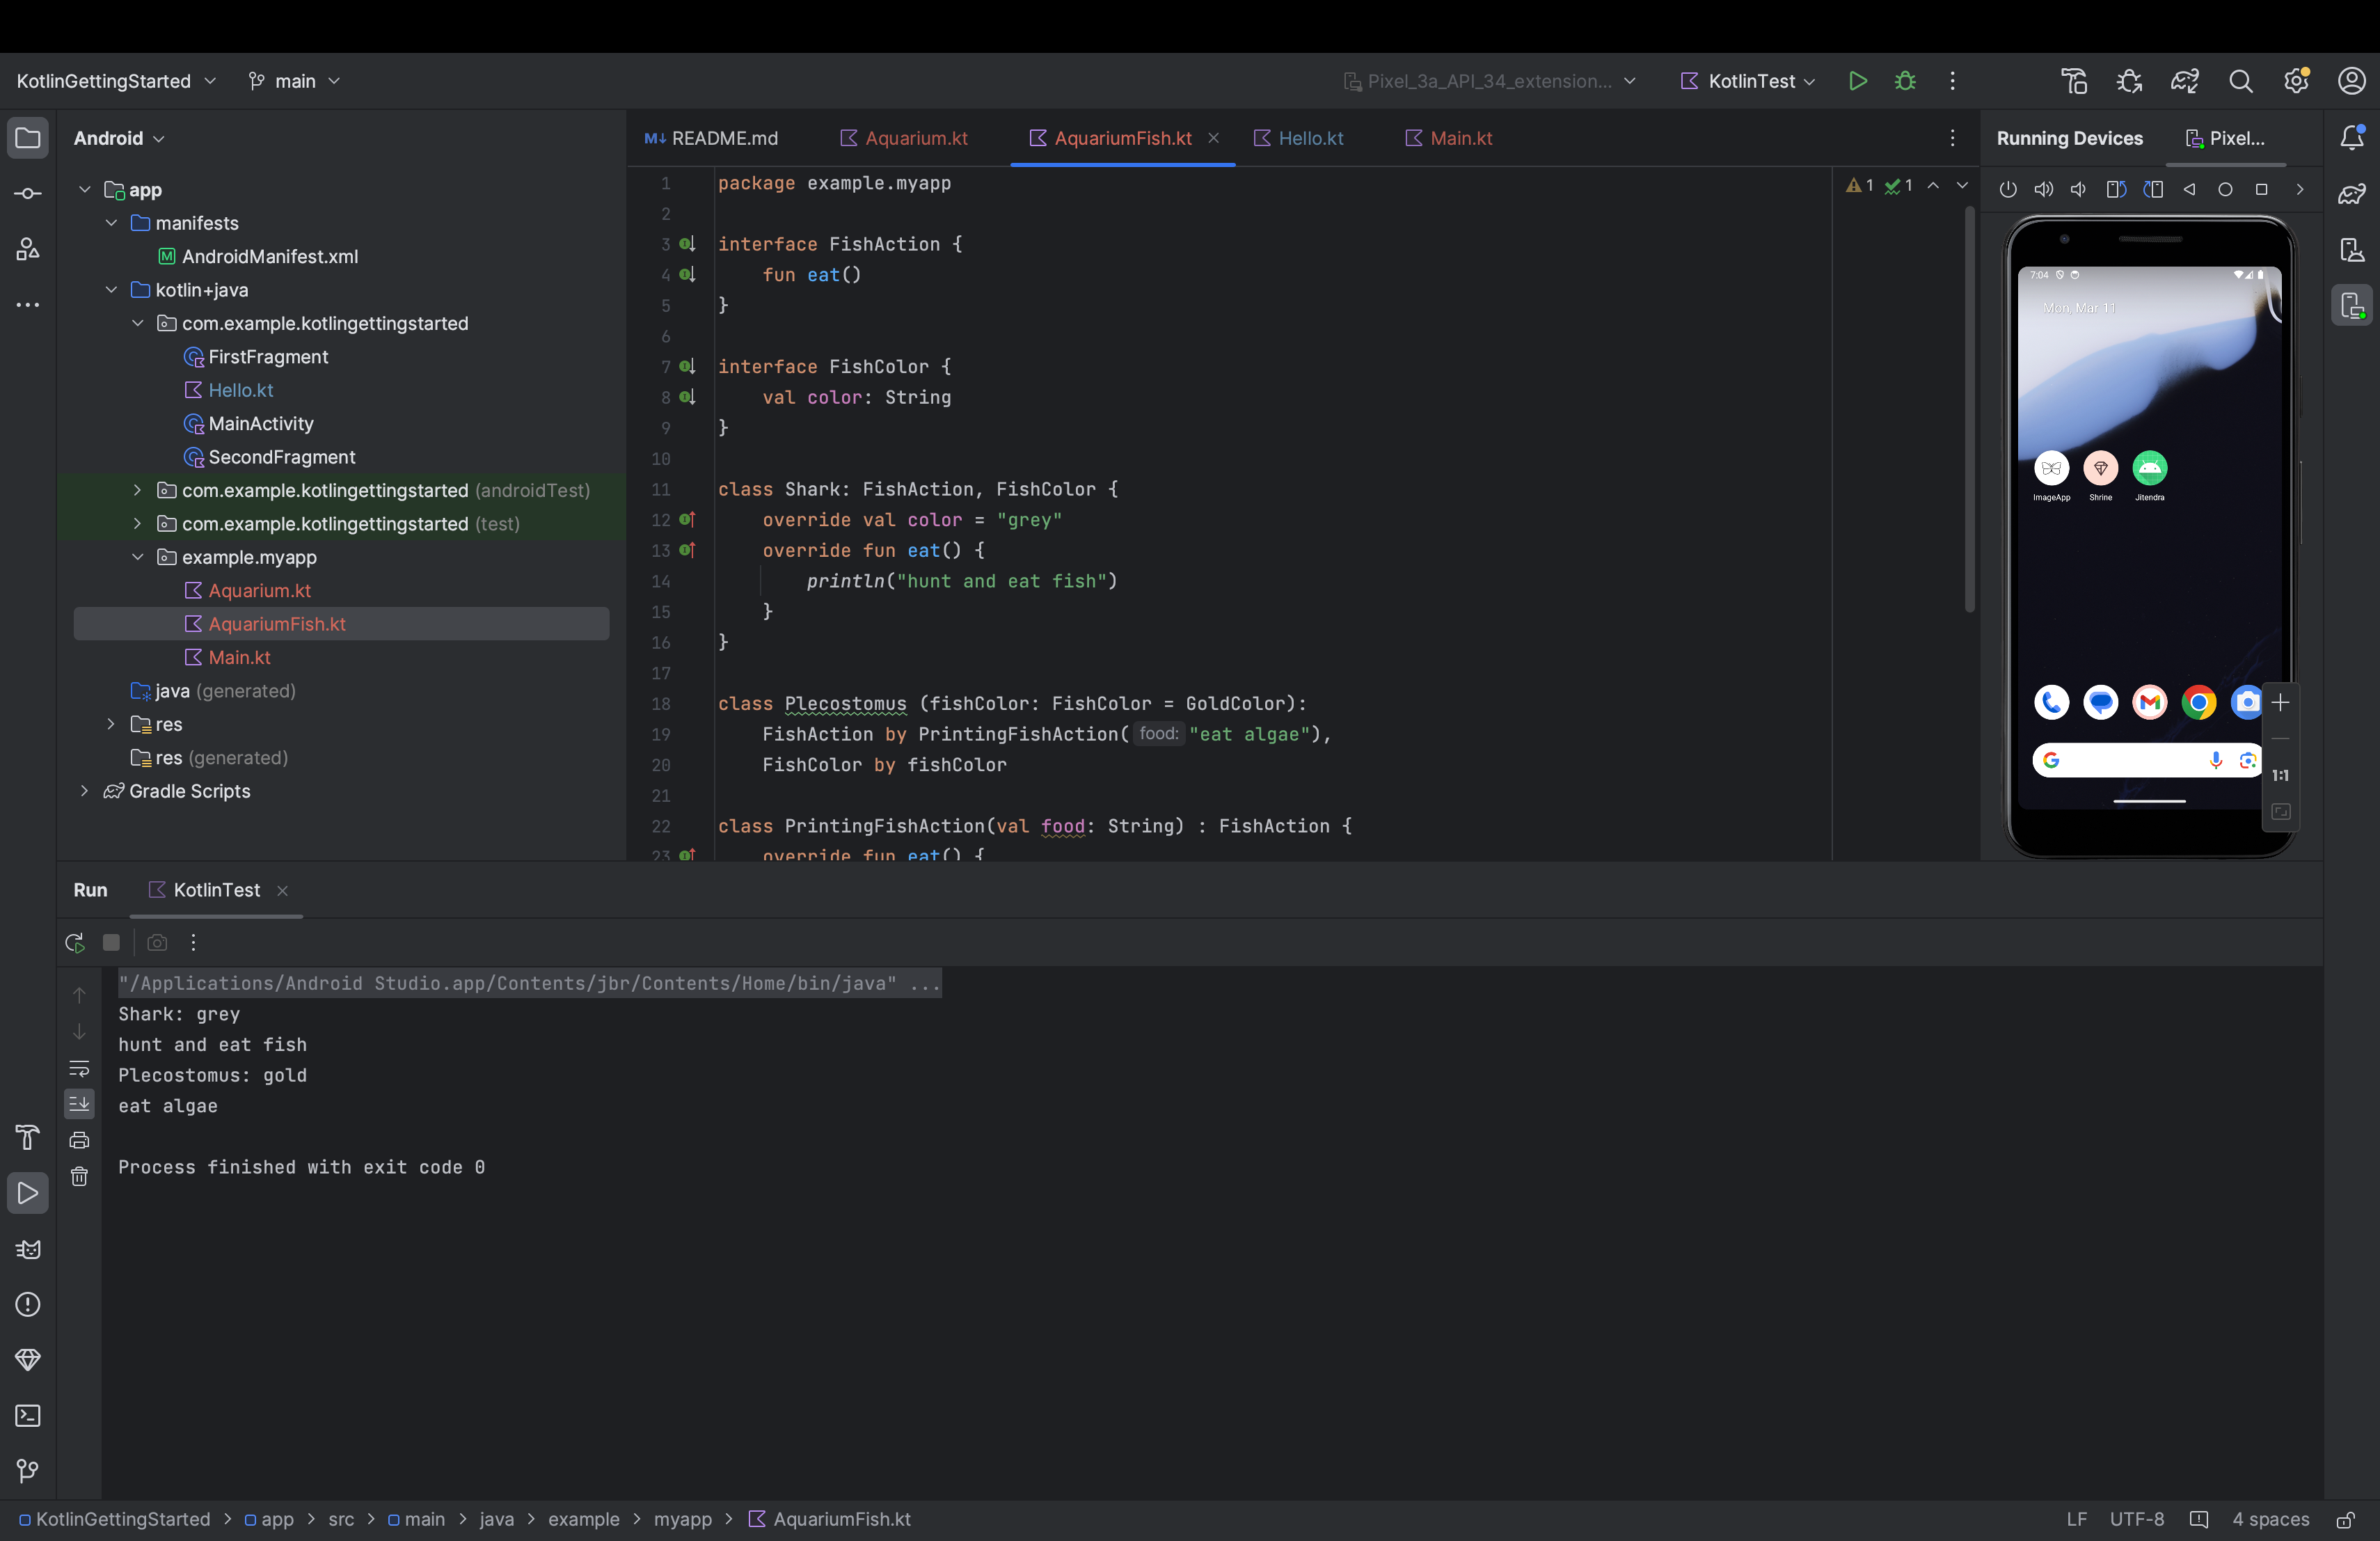 KotlinGettingStarted main Pixel_3a_API_34_extension... KotlinTest
Android
app
manifests
AndroidManifest.xml
kotlin+java
com.example.kotlingettingstarted
FirstFragment
Hello.kt
MainActivity
SecondFragment
com.example.kotlingettingstarted (androidTest)
com.example.kotlingettingstarted (test)
example.myapp
Aquarium.kt
AquariumFish.kt
Main.kt
java (generated)
res
res (generated)
Gradle Scripts
M↓ README.md Aquarium.kt AquariumFish.kt Hello.kt Main.kt
1 package example.myapp
2
3 interface FishAction {
4     fun eat()
5 }
6
7 interface FishColor {
8     val color: String
9 }
10
11 class Shark: FishAction, FishColor {
12     override val color = "grey"
13     override fun eat() {
14         println("hunt and eat fish")
15     }
16 }
17
18 class Plecostomus (fishColor: FishColor = GoldColor):
19     FishAction by PrintingFishAction( food: "eat algae"),
20     FishColor by fishColor
21
22 class PrintingFishAction(val food: String) : FishAction {
23     override fun eat() {
1 1
Running Devices Pixel...
7:04
Mon, Mar 11
ImageApp Shrine Jitendra
1:1
Run KotlinTest
"/Applications/Android Studio.app/Contents/jbr/Contents/Home/bin/java" ...
Shark: grey
hunt and eat fish
Plecostomus: gold
eat algae
Process finished with exit code 0
KotlinGettingStarted > app > src > main > java > example > myapp > AquariumFish.kt LF UTF-8 4 spaces